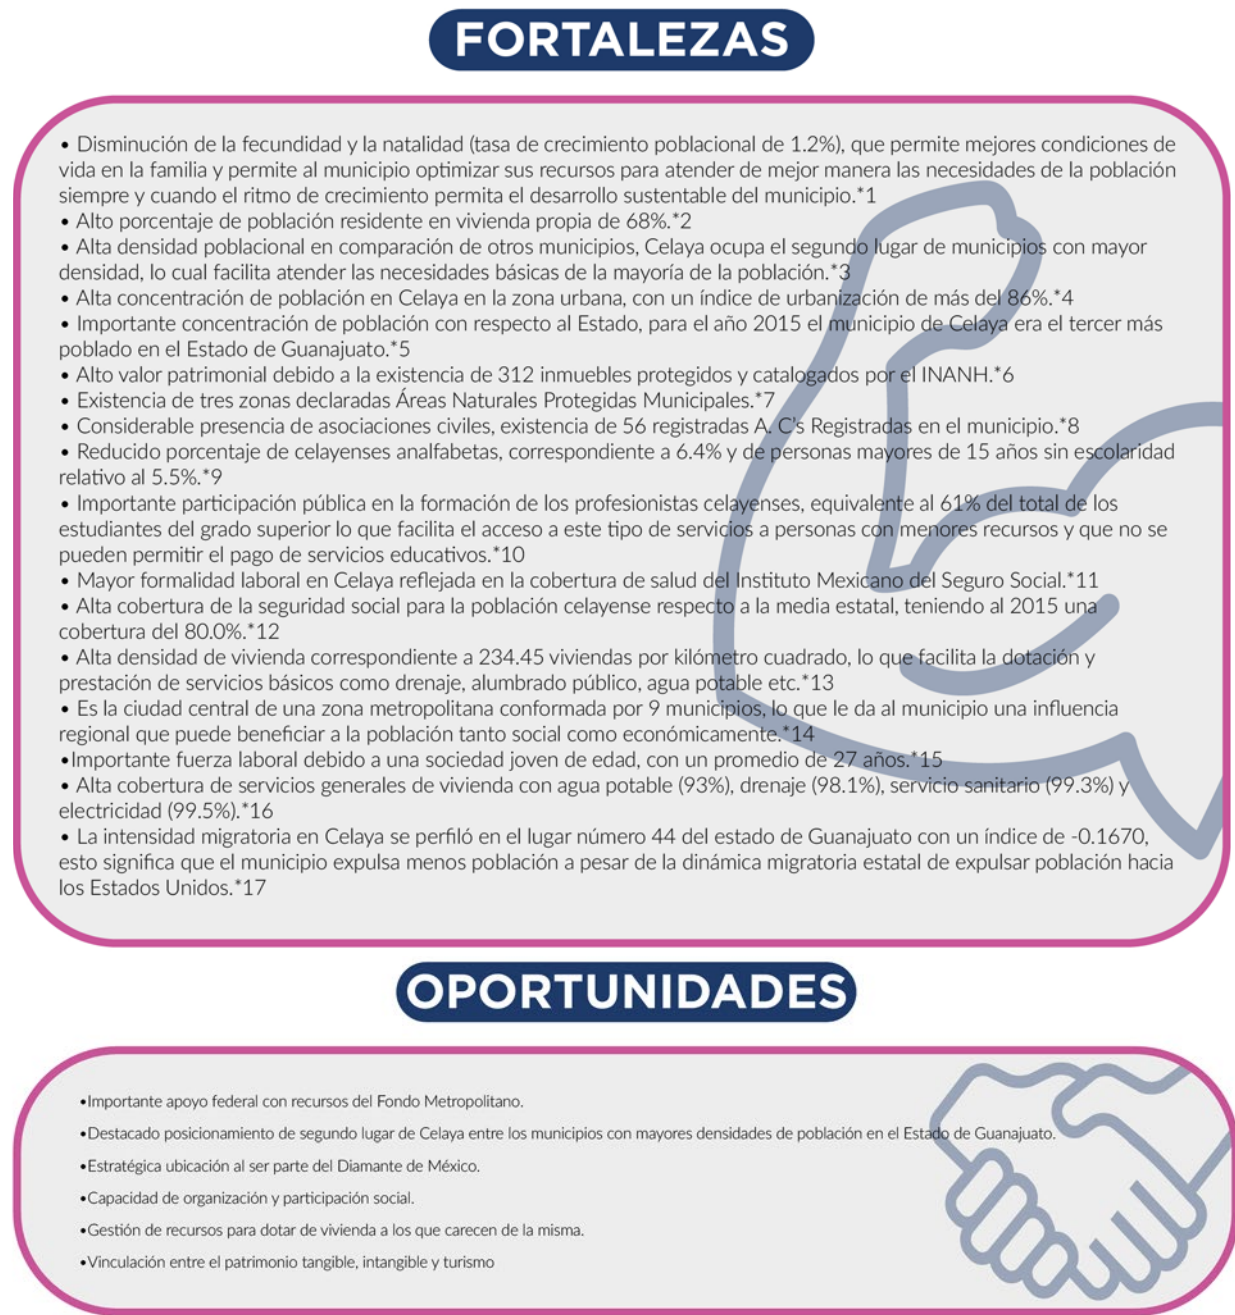 FORTALEZAS
• Disminución de la fecundidad y la natalidad (tasa de crecimiento poblacional de 1.2%), que permite mejores condiciones de
vida en la familia y permite al municipio optimizar sus recursos para atender de mejor manera las necesidades de la población
siempre y cuando el ritmo de crecimiento permita el desarrollo sustentable del municipio.*1
• Alto porcentaje de población residente en vivienda propia de 68%.*2
• Alta densidad poblacional en comparación de otros municipios, Celaya ocupa el segundo lugar de municipios con mayor
densidad, lo cual facilita atender las necesidades básicas de la mayoría de la población.*3
• Alta concentración de población en Celaya en la zona urbana, con un índice de urbanización de más del 86%.*4
• Importante concentración de población con respecto al Estado, para el año 2015 el municipio de Celaya era el tercer más
poblado en el Estado de Guanajuato.*5
• Alto valor patrimonial debido a la existencia de 312 inmuebles protegidos y catalogados por el INANH.*6
• Existencia de tres zonas declaradas Áreas Naturales Protegidas Municipales.*7
• Considerable presencia de asociaciones civiles, existencia de 56 registradas A. C's Registradas en el municipio.*8
• Reducido porcentaje de celayenses analfabetas, correspondiente a 6.4% y de personas mayores de 15 años sin escolaridad
relativo al 5.5%.*9
• Importante participación pública en la formación de los profesionistas celayenses, equivalente al 61% del total de los
estudiantes del grado superior lo que facilita el acceso a este tipo de servicios a personas con menores recursos y que no se
pueden permitir el pago de servicios educativos.*10
• Mayor formalidad laboral en Celaya reflejada en la cobertura de salud del Instituto Mexicano del Seguro Social.*11
• Alta cobertura de la seguridad social para la población celayense respecto a la media estatal, teniendo al 2015 una
cobertura del 80.0%.*12
• Alta densidad de vivienda correspondiente a 234.45 viviendas por kilómetro cuadrado, lo que facilita la dotación y
prestación de servicios básicos como drenaje, alumbrado público, agua potable etc.*13
• Es la ciudad central de una zona metropolitana conformada por 9 municipios, lo que le da al municipio una influencia
regional que puede beneficiar a la población tanto social como económicamente.*14
•Importante fuerza laboral debido a una sociedad joven de edad, con un promedio de 27 años.*15
• Alta cobertura de servicios generales de vivienda con agua potable (93%), drenaje (98.1%), servicio sanitario (99.3%) y
electricidad (99.5%).*16
• La intensidad migratoria en Celaya se perfiló en el lugar número 44 del estado de Guanajuato con un índice de -0.1670,
esto significa que el municipio expulsa menos población a pesar de la dinámica migratoria estatal de expulsar población hacia
los Estados Unidos.*17
OPORTUNIDADES
•Importante apoyo federal con recursos del Fondo Metropolitano.
•Destacado posicionamiento de segundo lugar de Celaya entre los municipios con mayores densidades de población en el Estado de Guanajuato.
•Estratégica ubicación al ser parte del Diamante de México.
•Capacidad de organización y participación social.
•Gestión de recursos para dotar de vivienda a los que carecen de la misma.
•Vinculación entre el patrimonio tangible, intangible y turismo